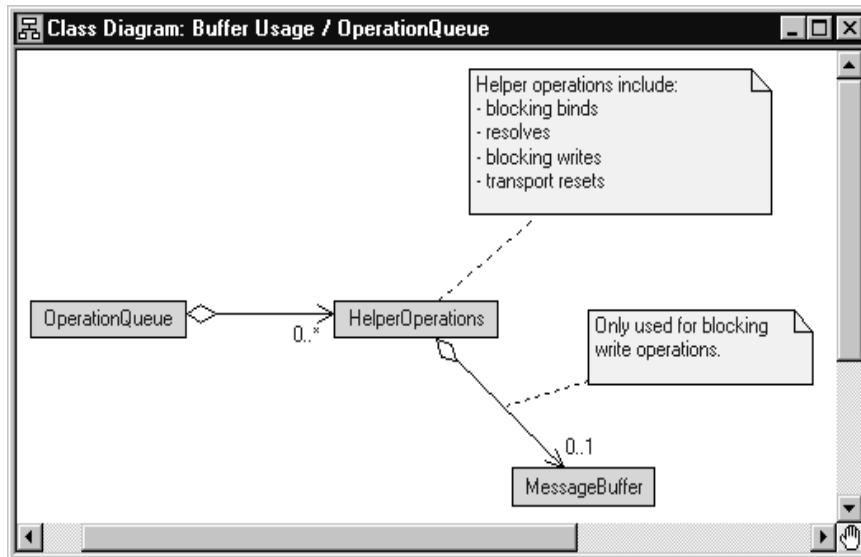 Class Diagram: Buffer Usage / OperationQueue
Helper operations include:
- blocking binds
- resolves
- blocking writes
- transport resets
OperationQueue
0..*
HelperOperations
Only used for blocking
write operations.
0..1
MessageBuffer